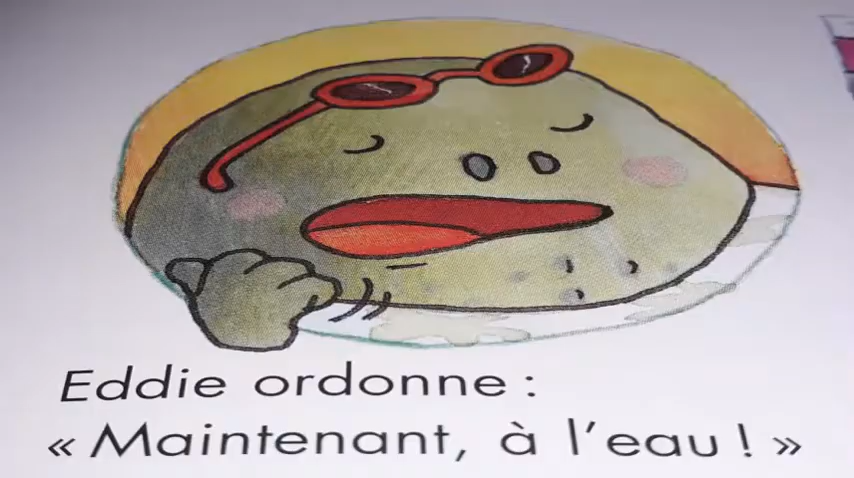 Eddie ordonne :
« Maintenant, à l'eau ! »